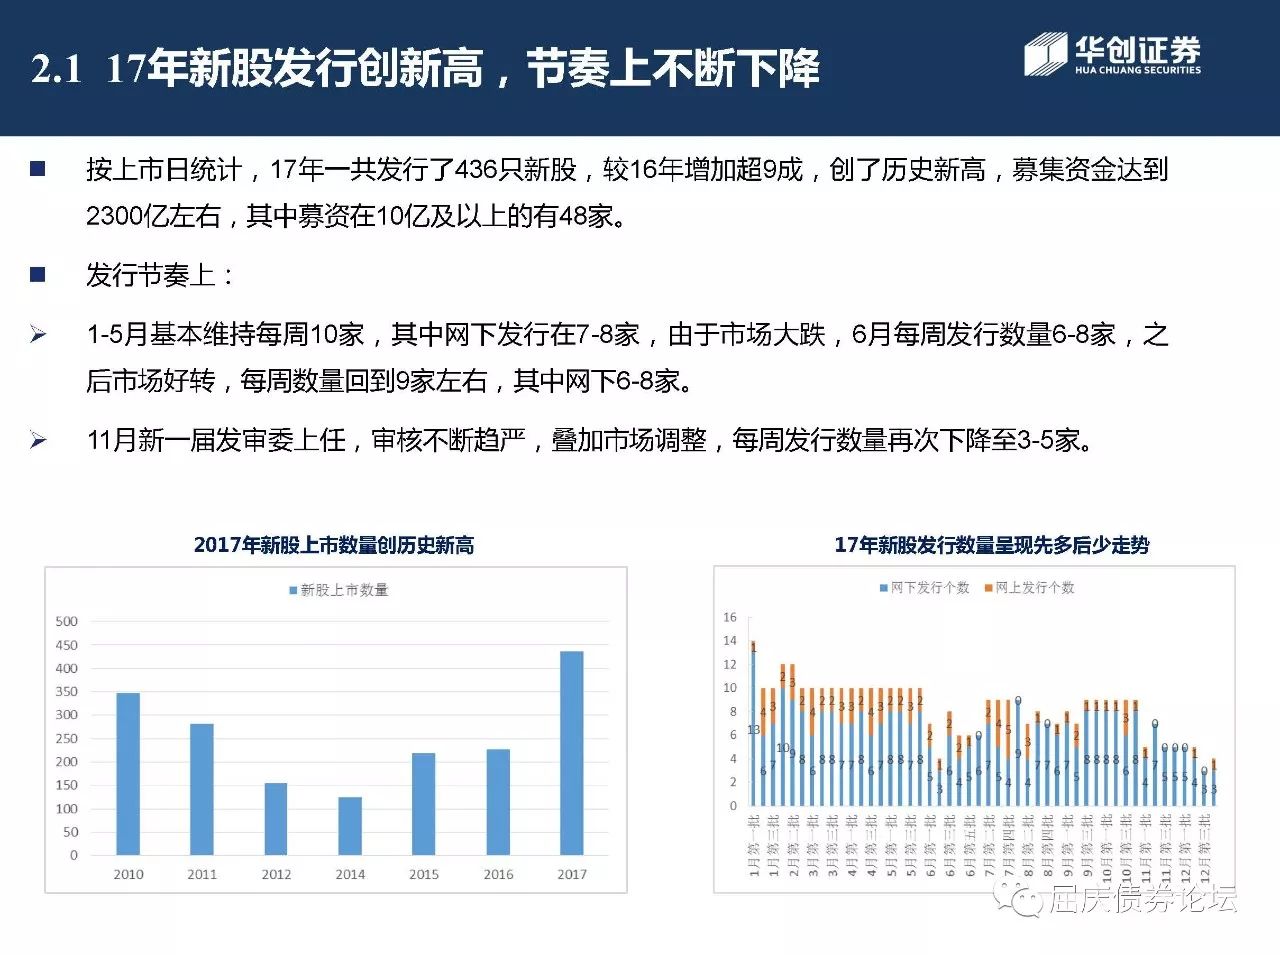 2.1 17年新股发行创新高，节奏上不断下降
华创证券
HUA CHUANG SECURITIES
按上市日统计，17年一共发行了436只新股，较16年增加超9成，创了历史新高，募集资金达到
2300亿左右，其中募资在10亿及以上的有48家。
发行节奏上：
1-5月基本维持每周10家，其中网下发行在7-8家，由于市场大跌，6月每周发行数量6-8家，之
后市场好转，每周数量回到9家左右，其中网下6-8家。
11月新一届发审委上任，审核不断趋严，叠加市场调整，每周发行数量再次下降至3-5家。
2017年新股上市数量创历史新高
新股上市数量
500
450
400
350
300
250
200
150
100
50
0
2010 2011 2012 2014 2015 2016 2017
17年新股发行数量呈现先多后少走势
网下发行个数 网上发行个数
16
14
12
10
8
6
4
2
0
1月第一批
1月第三批
2月第二批
3月第一批
3月第三批
4月第一批
4月第三批
5月第一批
5月第三批
6月第一批
6月第三批
6月第五批
7月第二批
7月第四批
8月第二批
8月第四批
9月第一批
9月第三批
10月第一批
10月第三批
11月第一批
11月第三批
12月第一批
12月第三批
屈庆债券论坛